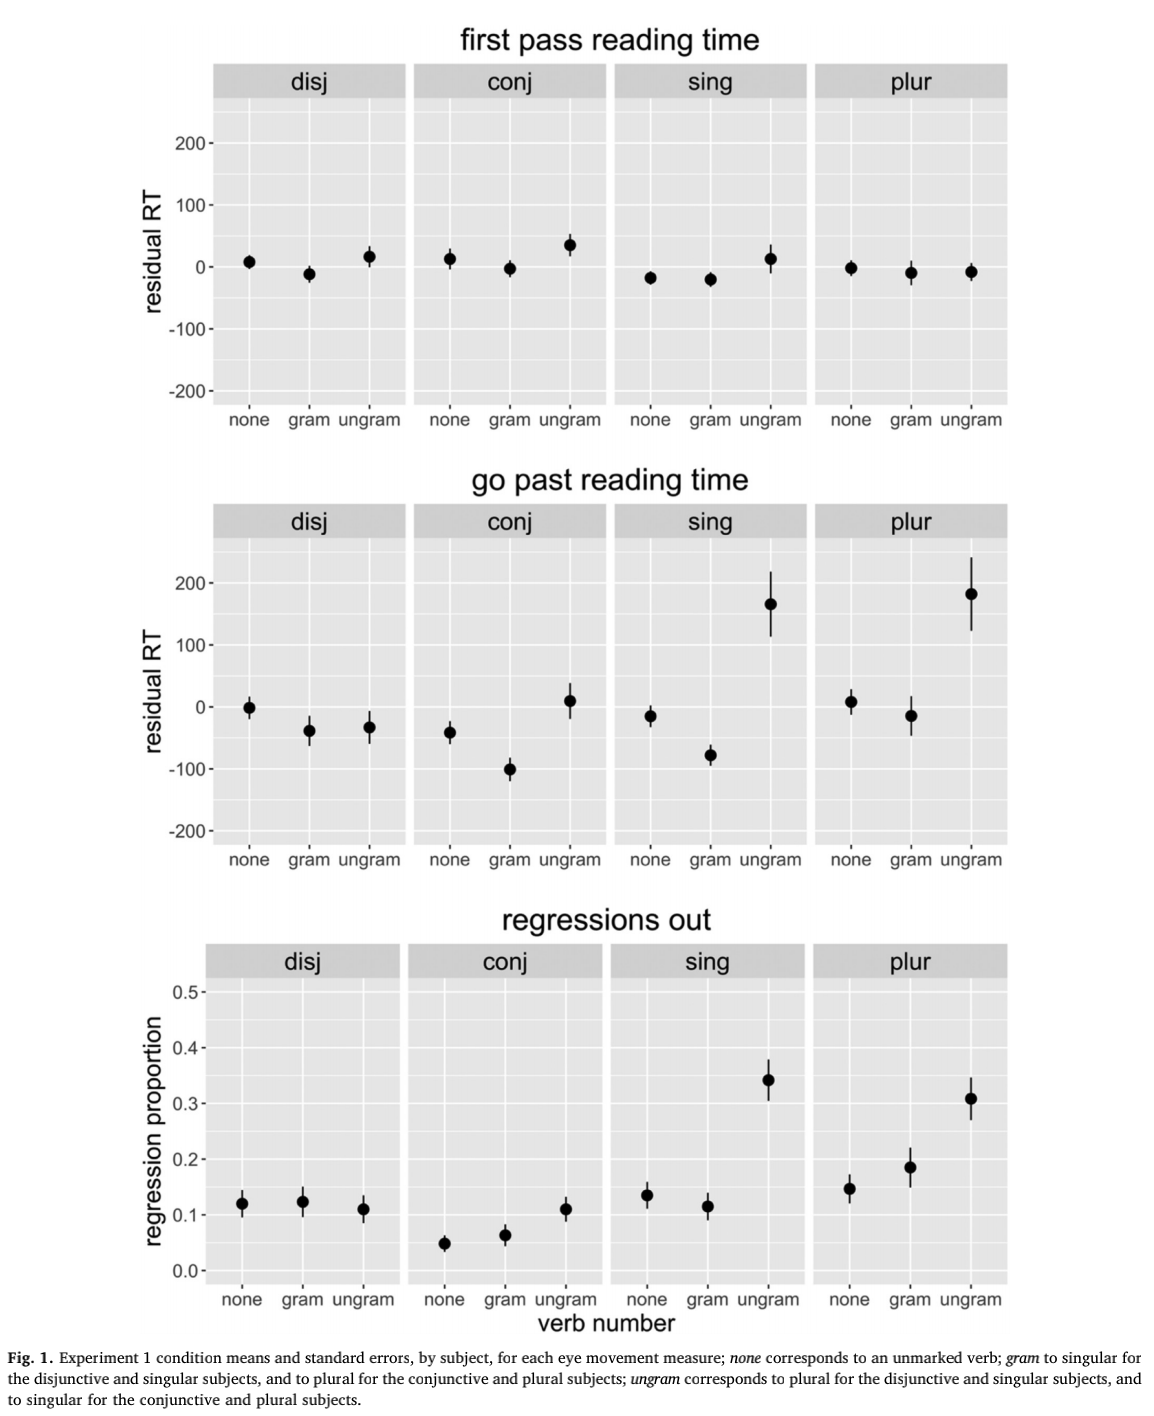 first pass reading time
disj conj sing plur
200
100
0
-100
-200
residual RT
none gram ungram none gram ungram none gram ungram none gram ungram
go past reading time
disj conj sing plur
200
100
0
-100
-200
residual RT
none gram ungram none gram ungram none gram ungram none gram ungram
regressions out
disj conj sing plur
0.5
0.4
0.3
0.2
0.1
0.0
regression proportion
none gram ungram none gram ungram none gram ungram none gram ungram
verb number
Fig. 1. Experiment 1 condition means and standard errors, by subject, for each eye movement measure; none corresponds to an unmarked verb; gram to singular for
the disjunctive and singular subjects, and to plural for the conjunctive and plural subjects; ungram corresponds to plural for the disjunctive and singular subjects, and
to singular for the conjunctive and plural subjects.